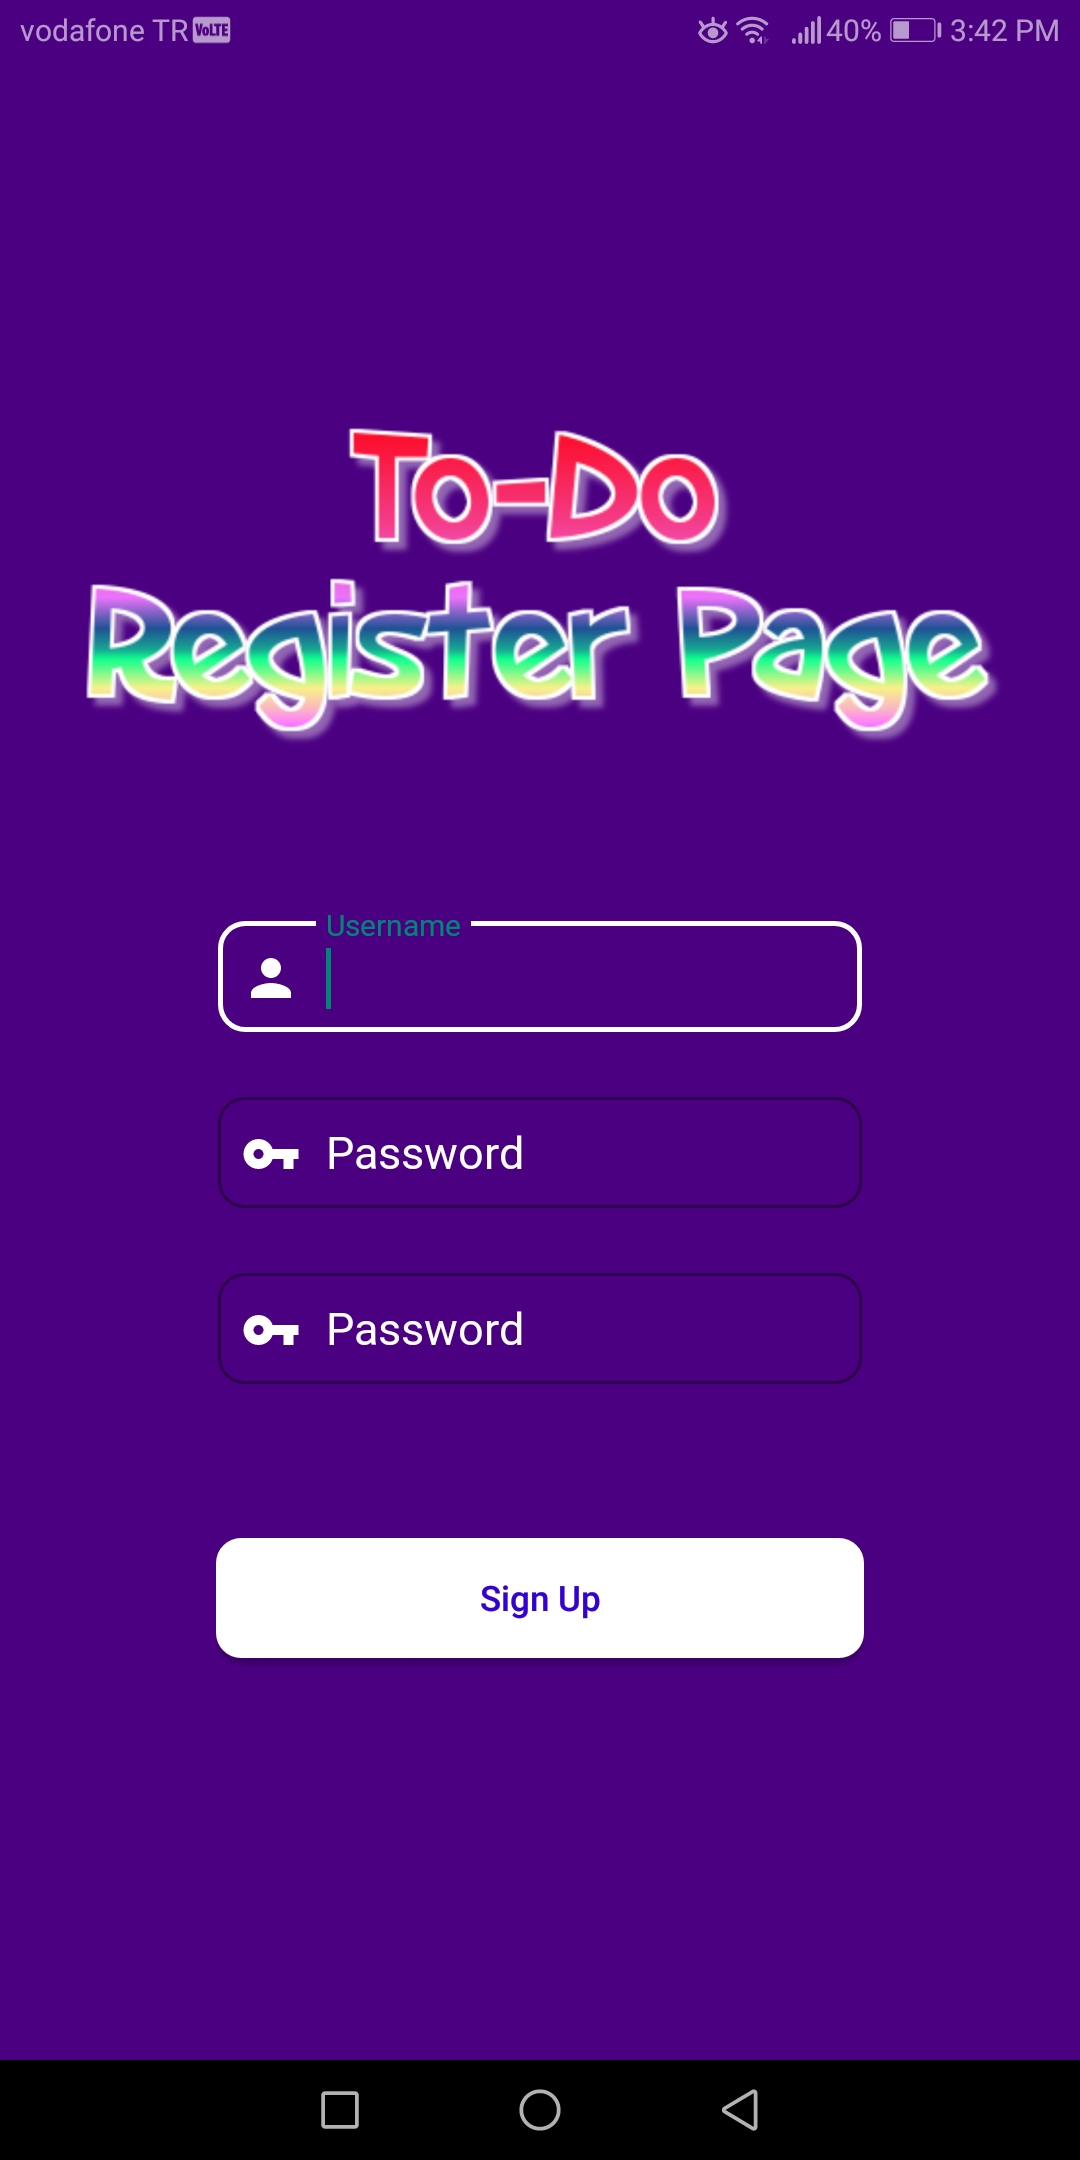 vodafone TR VoLTE 40% 3:42 PM
To-Do
Register Page
Username
Password
Password
Sign Up